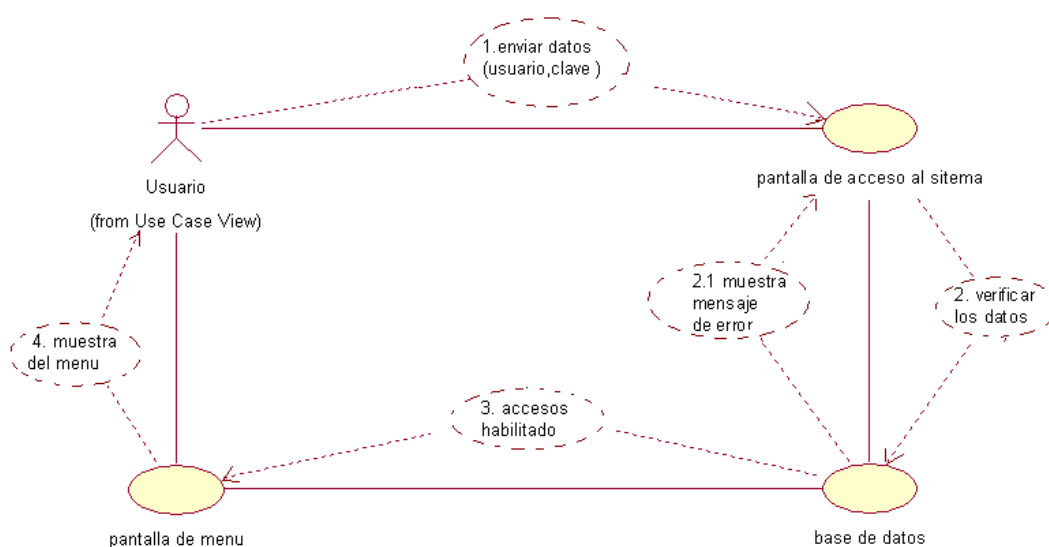 1.enviar datos
(usuario,clave )
Usuario
(from Use Case View)
pantalla de acceso al sitema
2.1 muestra
mensaje
de error
2. verificar
los datos
4. muestra
del menu
3. accesos
habilitado
pantalla de menu
base de datos